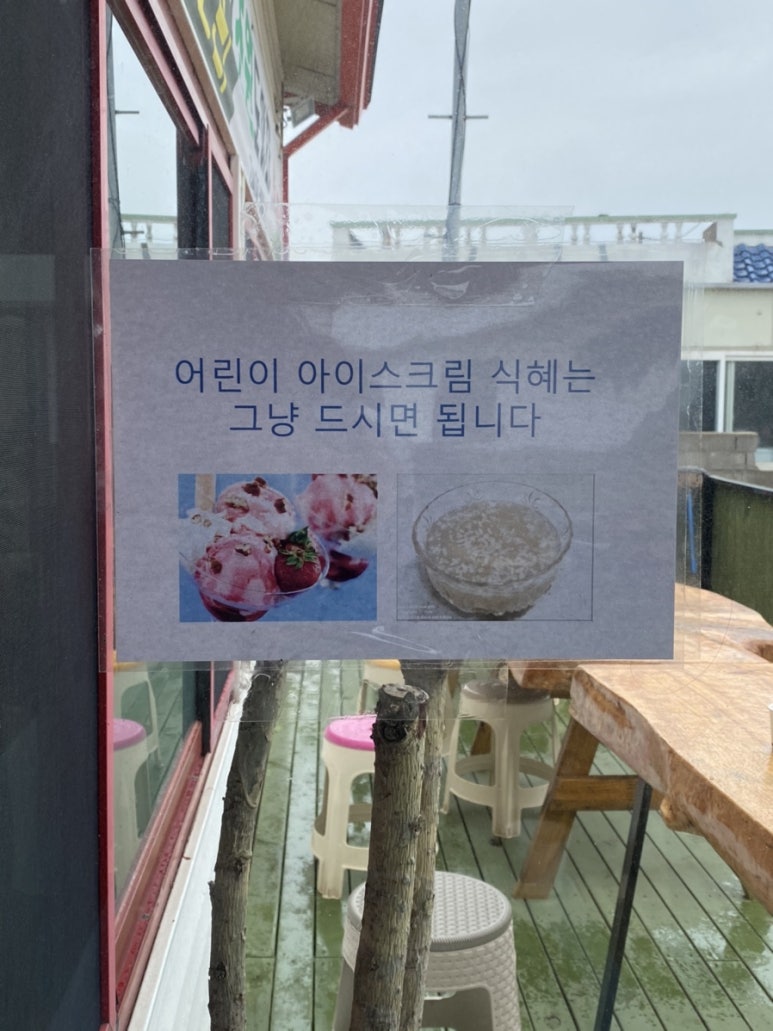 어린이 아이스크림 식혜는
그냥 드시면 됩니다